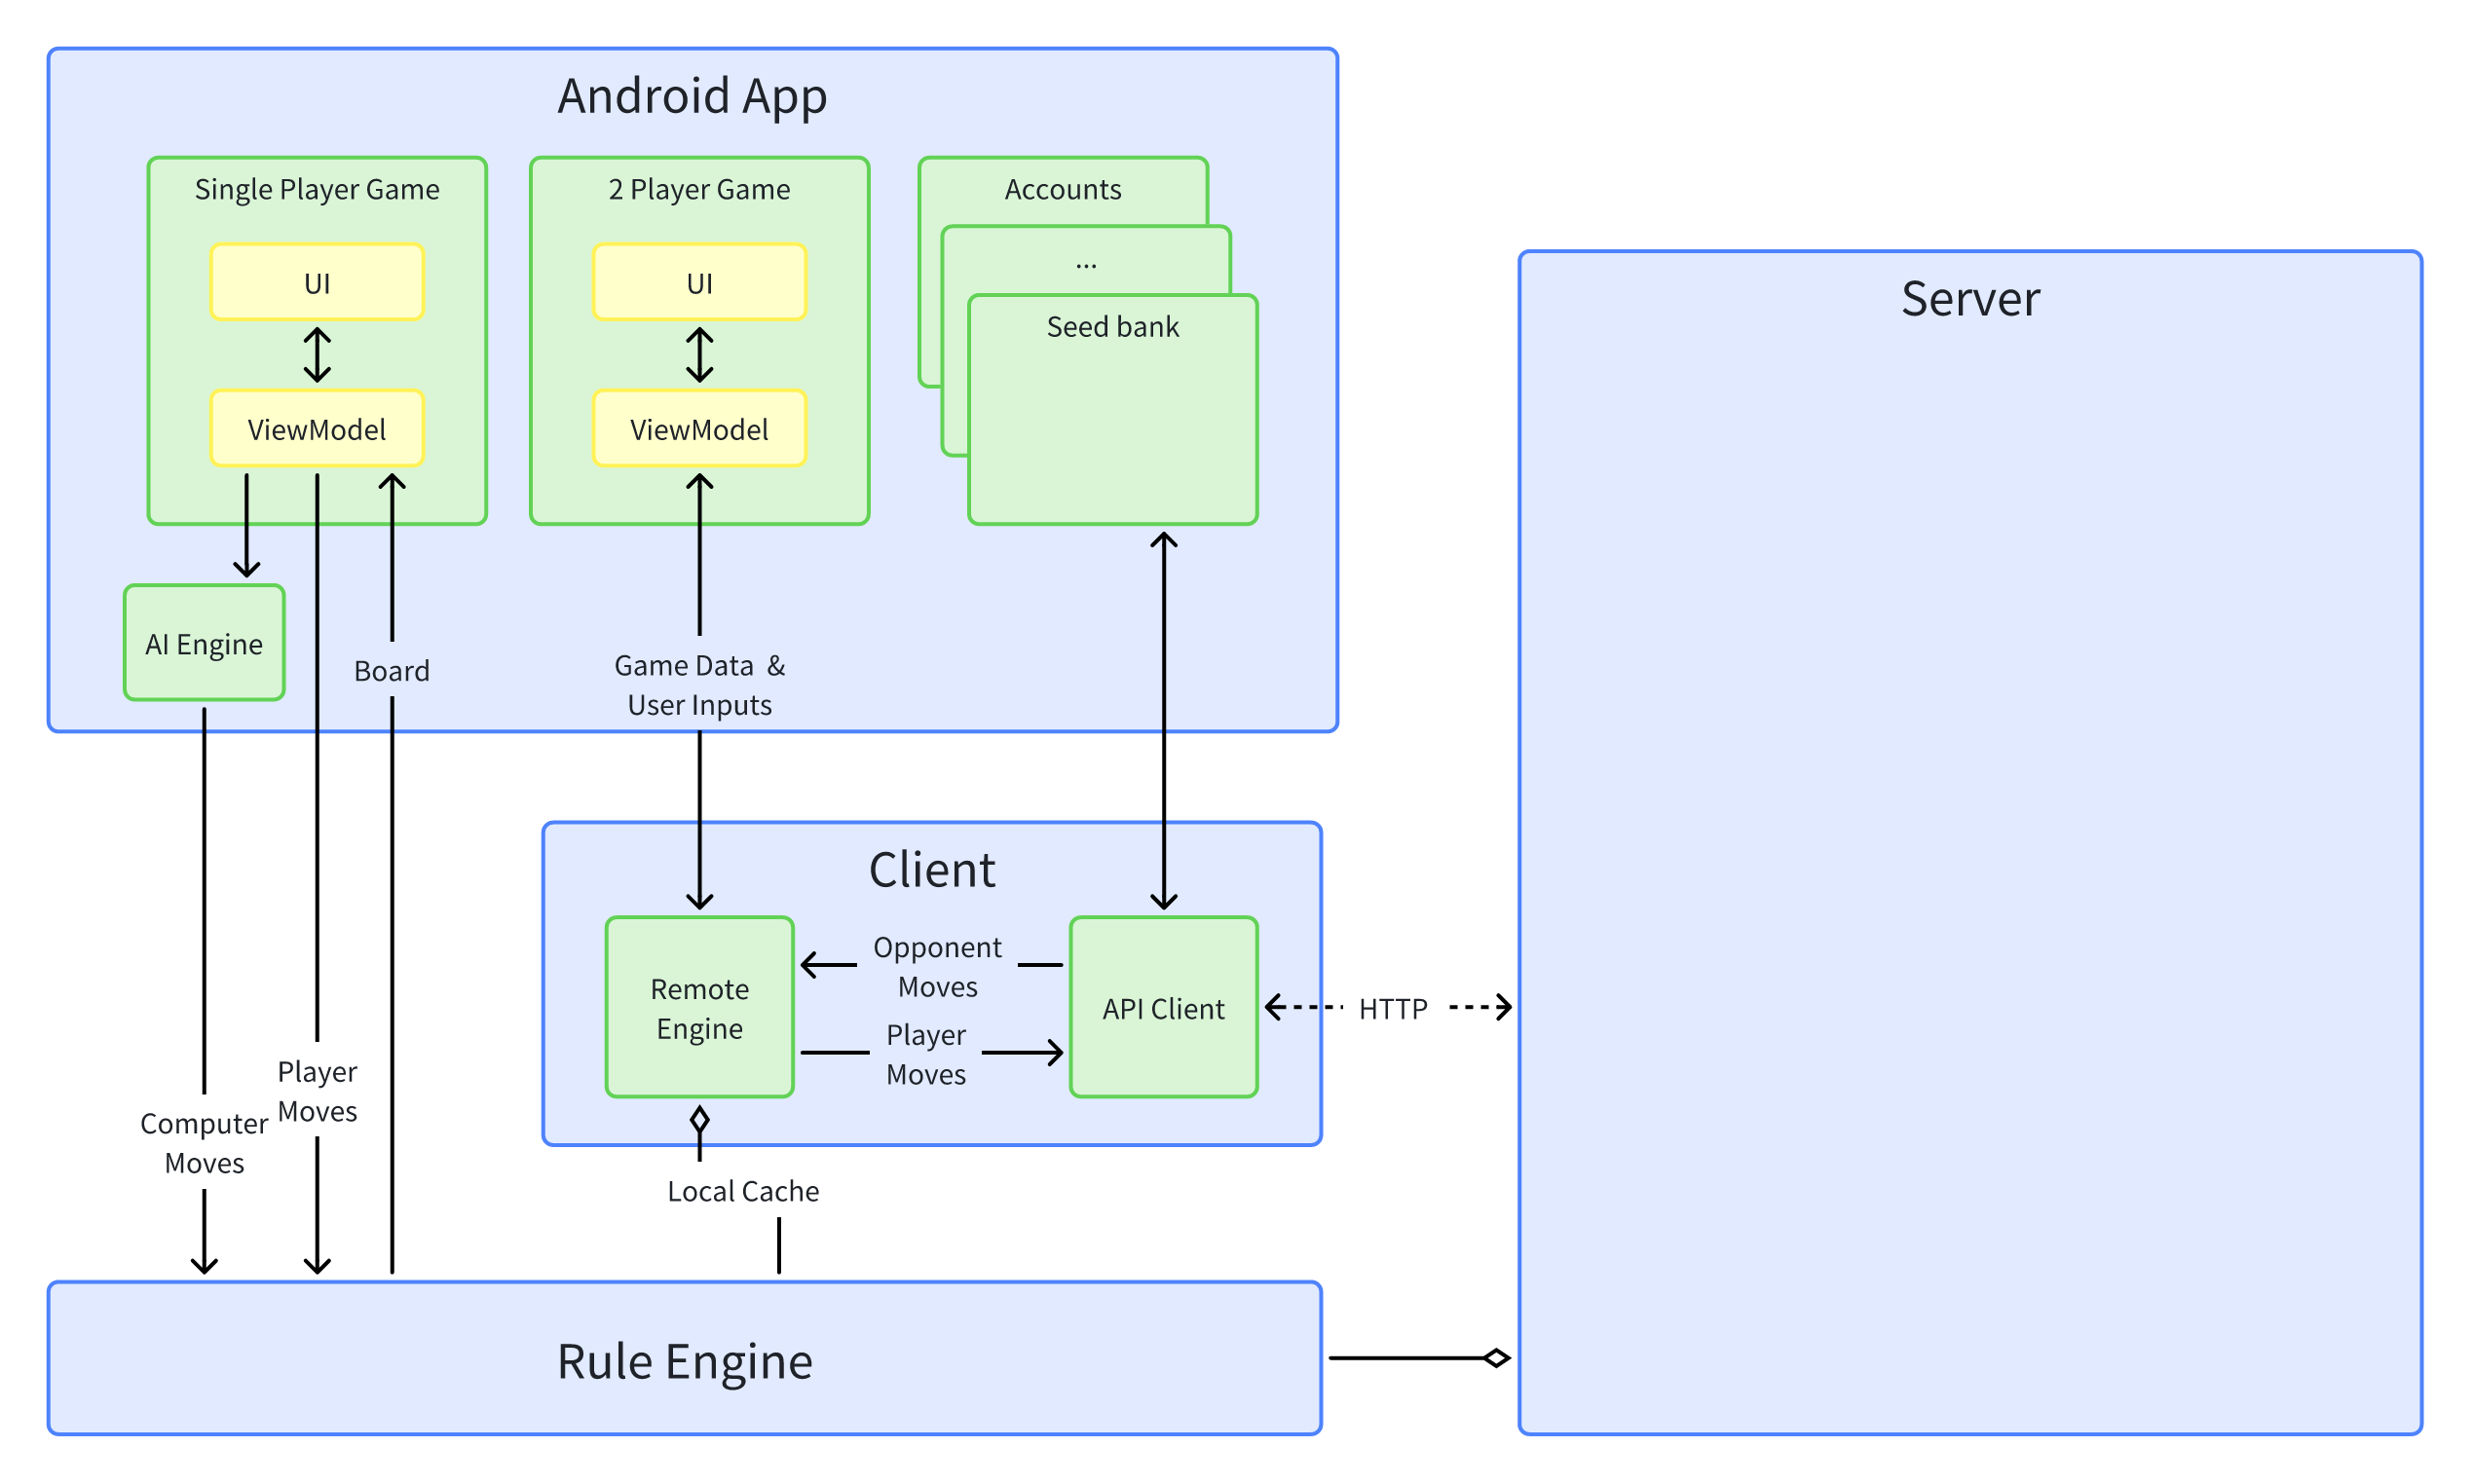 Android App
Single Player Game
UI
ViewModel
AI Engine
2 Player Game
UI
ViewModel
Accounts
...
Seed bank
Server
Board
Game Data &
User Inputs
Client
Remote
Engine
Opponent
Moves
Player
Moves
API Client
HTTP
Player
Moves
Computer
Moves
Local Cache
Rule Engine